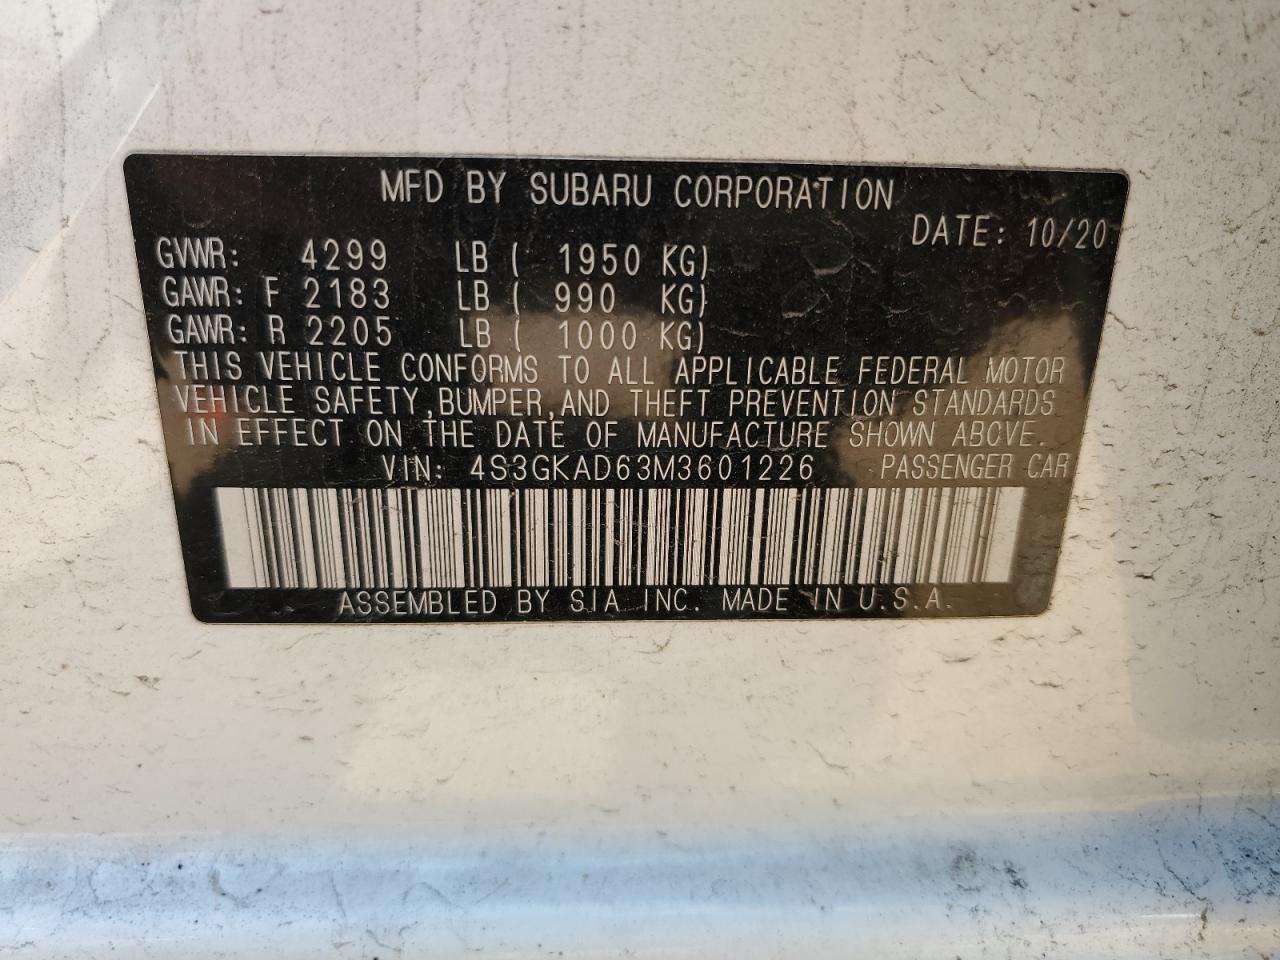 MFD BY SUBARU CORPORATION
DATE: 10/20
GVWR: 4299 LB ( 1950 KG)
GAWR: F 2183 LB ( 990 KG)
GAWR: R 2205 LB ( 1000 KG)
THIS VEHICLE CONFORMS TO ALL APPLICABLE FEDERAL MOTOR
VEHICLE SAFETY,BUMPER,AND THEFT PREVENTION STANDARDS
IN EFFECT ON THE DATE OF MANUFACTURE SHOWN ABOVE.
VIN: 4S3GKAD63M3601226 PASSENGER CAR
ASSEMBLED BY SIA INC. MADE IN U.S.A.